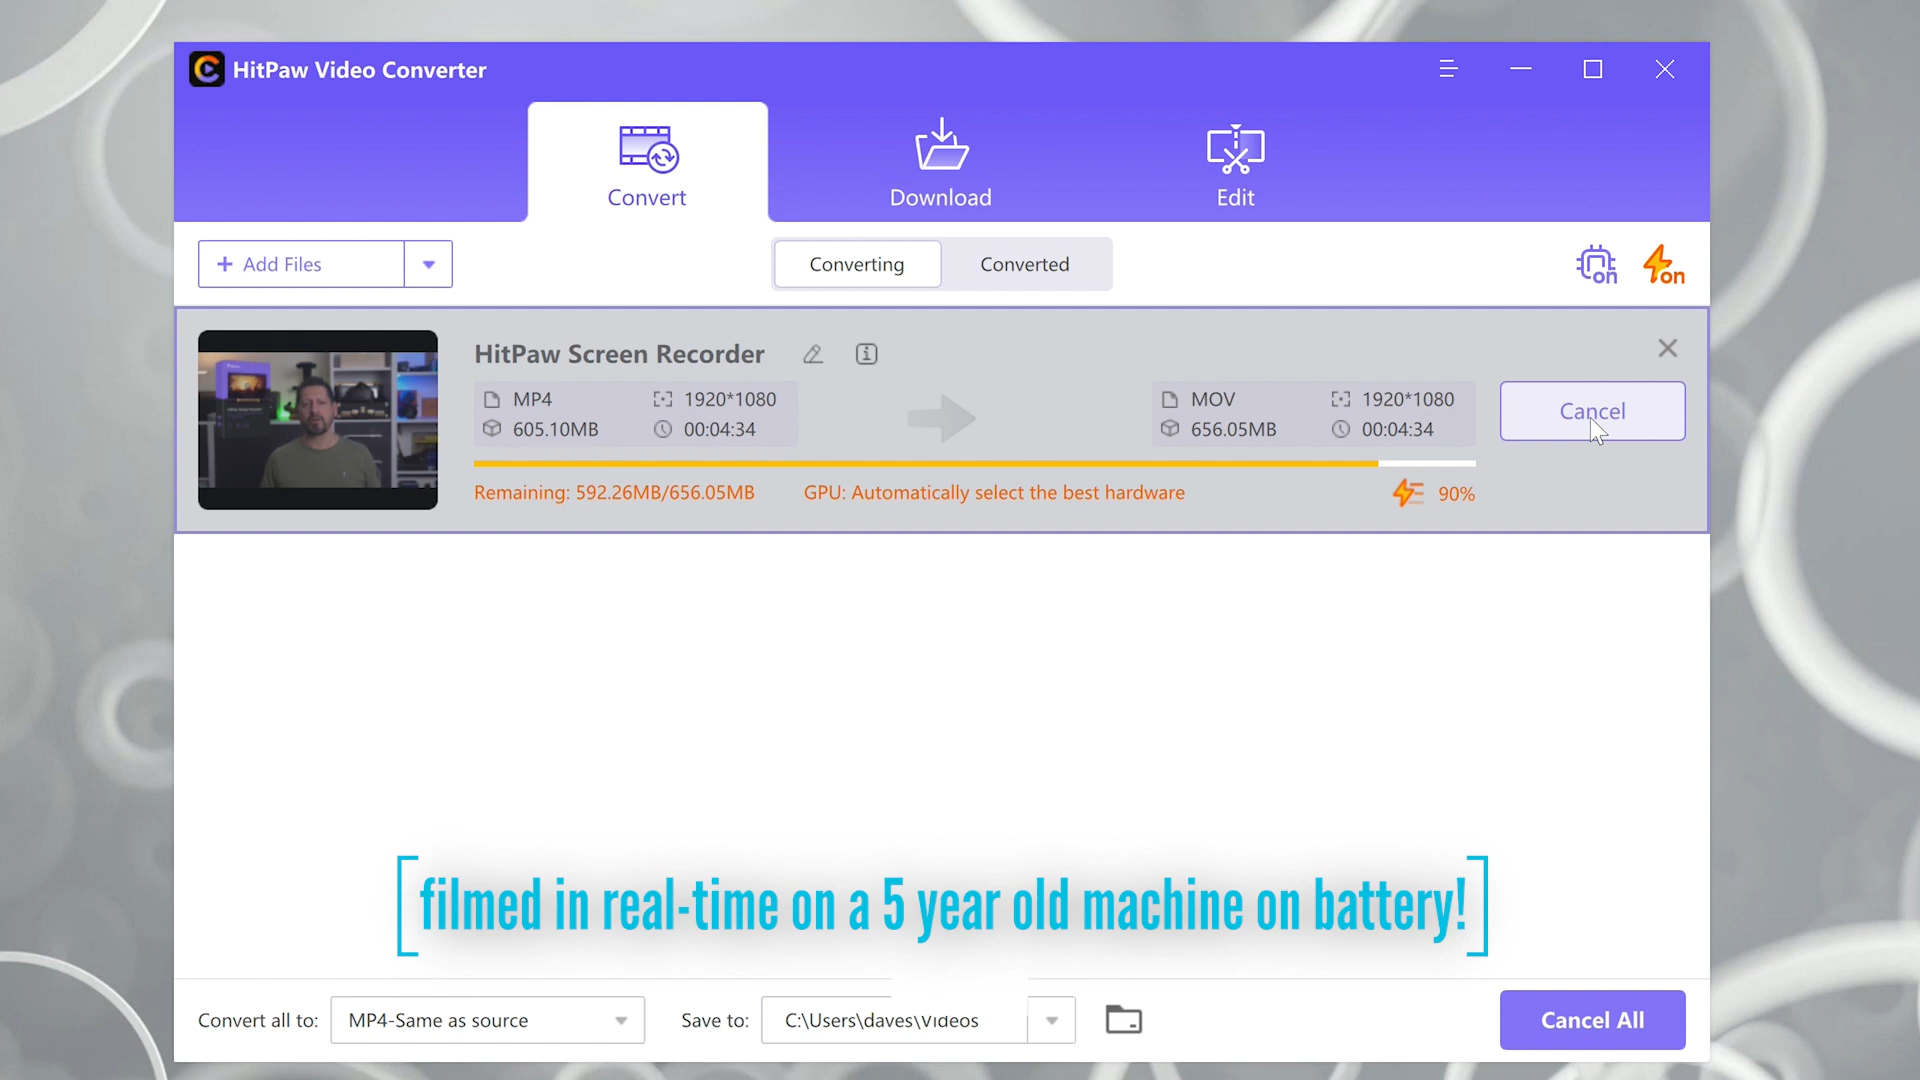 HitPaw Video Converter
Convert
Download
Edit
+ Add Files
Converting
Converted
on
on
HitPaw Screen Recorder
MP4
1920*1080
605.10MB
00:04:34
MOV
1920*1080
656.05MB
00:04:34
Cancel
Remaining: 592.26MB/656.05MB
GPU: Automatically select the best hardware
90%
filmed in real-time on a 5 year old machine on battery!
Convert all to:
MP4-Same as source
Save to:
C:\Users\daves\Videos
Cancel All